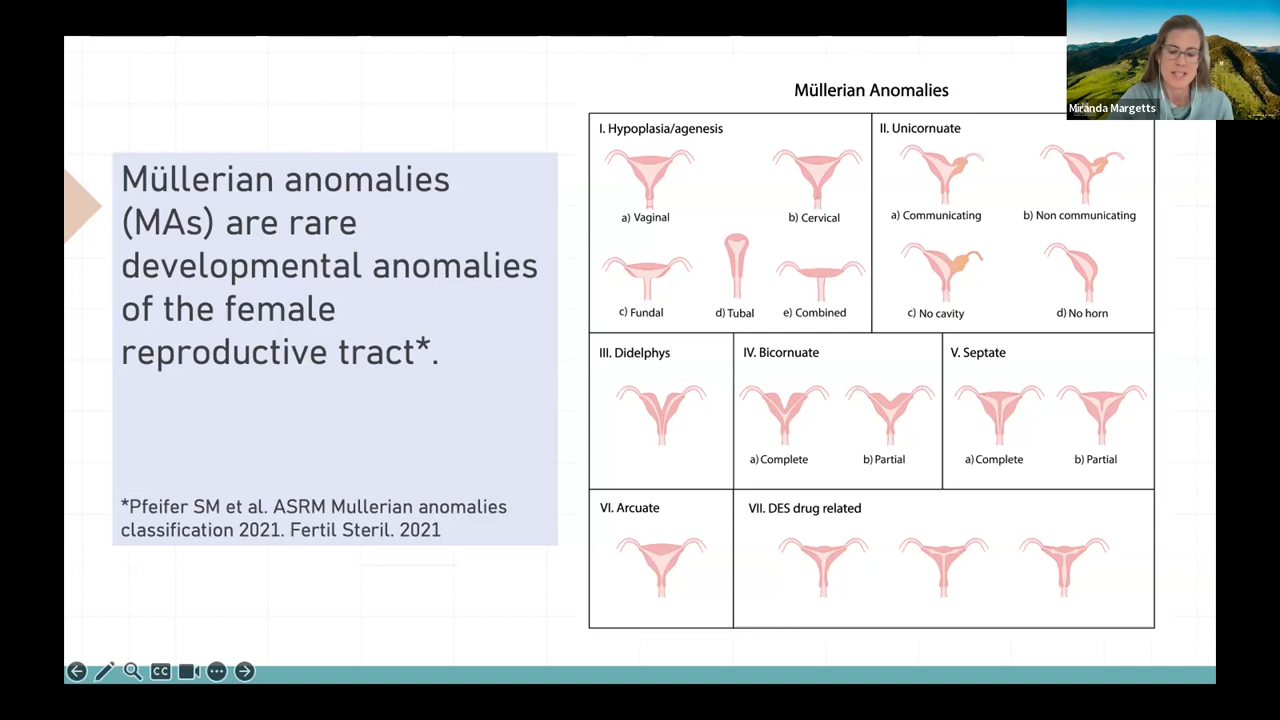 Müllerian anomalies
(MAs) are rare
developmental anomalies
of the female
reproductive tract*.
*Pfeifer SM et al. ASRM Mullerian anomalies
classification 2021. Fertil Steril. 2021
Müllerian Anomalies
I. Hypoplasia/agenesis
a) Vaginal
b) Cervical
c) Fundal
d) Tubal
e) Combined
II. Unicornuate
a) Communicating
b) Non communicating
c) No cavity
d) No horn
III. Didelphys
IV. Bicornuate
a) Complete
b) Partial
V. Septate
a) Complete
b) Partial
VI. Arcuate
VII. DES drug related
Miranda Margetts
CC